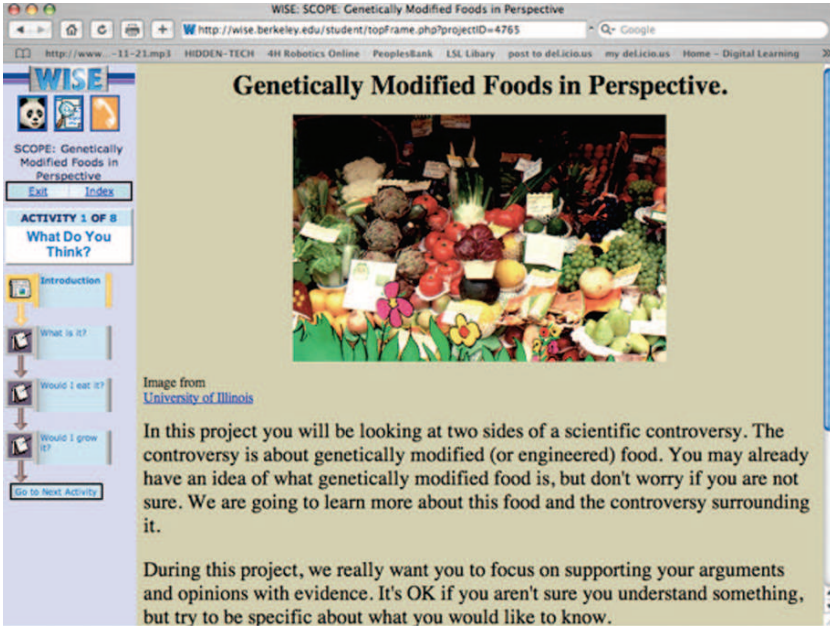 WISE: SCOPE: Genetically Modified Foods in Perspective
http://wise.berkeley.edu/student/topFrame.php?projectID=4765
Google
http://www...-11-21.mp3 HIDDEN-TECH 4H Robotics Online PeoplesBank LSL Libary post to del.icio.us my del.icio.us Home - Digital Learning
WISE
SCOPE: Genetically
Modified Foods in
Perspective
Exit Index
ACTIVITY 1 OF 8
What Do You
Think?
Introduction
What is it?
Would I eat it?
Would I grow
it?
Go to Next Activity
Genetically Modified Foods in Perspective.
Image from
University of Illinois
In this project you will be looking at two sides of a scientific controversy. The
controversy is about genetically modified (or engineered) food. You may already
have an idea of what genetically modified food is, but don't worry if you are not
sure. We are going to learn more about this food and the controversy surrounding
it.
During this project, we really want you to focus on supporting your arguments
and opinions with evidence. It's OK if you aren't sure you understand something,
but try to be specific about what you would like to know.